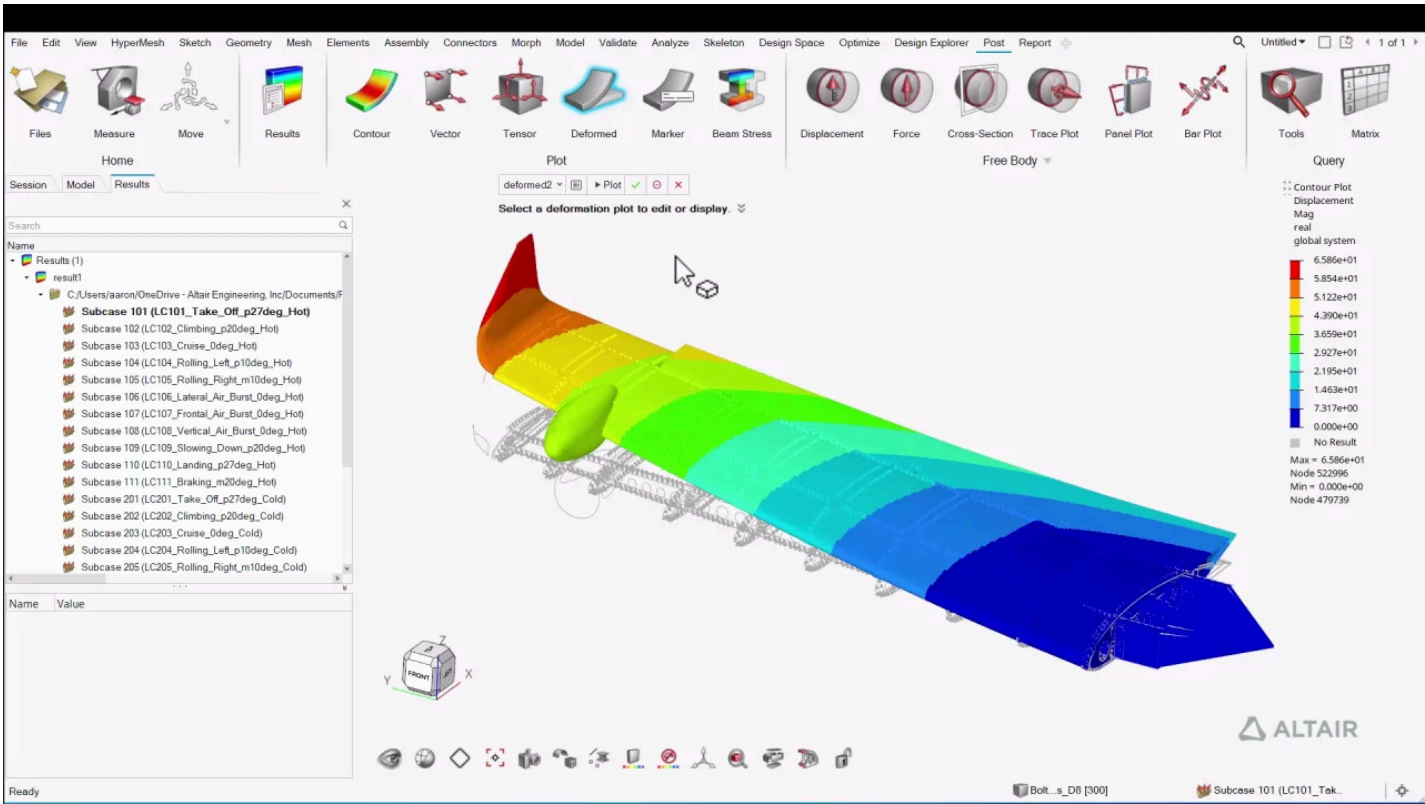 File Edit View HyperMesh Sketch Geometry Mesh Elements Assembly Connectors Morph Model Validate Analyze Skeleton Design Space Optimize Design Explorer Post Report Untitled 1 of 1
Files Measure Move Results Contour Vector Tensor Deformed Marker Beam Stress Displacement Force Cross-Section Trace Plot Panel Plot Bar Plot Tools Matrix
Home Plot Free Body Query
Session Model Results
deformed2 Plot
Select a deformation plot to edit or display.
Search
Name
Results (1)
result1
C:/Users/aaron/OneDrive - Altair Engineering, Inc/Documents/F
Subcase 101 (LC101_Take_Off_p27deg_Hot)
Subcase 102 (LC102_Climbing_p20deg_Hot)
Subcase 103 (LC103_Cruise_0deg_Hot)
Subcase 104 (LC104_Rolling_Left_p10deg_Hot)
Subcase 105 (LC105_Rolling_Right_m10deg_Hot)
Subcase 106 (LC106_Lateral_Air_Burst_0deg_Hot)
Subcase 107 (LC107_Frontal_Air_Burst_0deg_Hot)
Subcase 108 (LC108_Vertical_Air_Burst_0deg_Hot)
Subcase 109 (LC109_Slowing_Down_p20deg_Hot)
Subcase 110 (LC110_Landing_p27deg_Hot)
Subcase 111 (LC111_Braking_m20deg_Hot)
Subcase 201 (LC201_Take_Off_p27deg_Cold)
Subcase 202 (LC202_Climbing_p20deg_Cold)
Subcase 203 (LC203_Cruise_0deg_Cold)
Subcase 204 (LC204_Rolling_Left_p10deg_Cold)
Subcase 205 (LC205_Rolling_Right_m10deg_Cold)
Name Value
Contour Plot
Displacement
Mag
real
global system
6.586e+01
5.854e+01
5.122e+01
4.390e+01
3.659e+01
2.927e+01
2.195e+01
1.463e+01
7.317e+00
0.000e+00
No Result
Max = 6.586e+01
Node 522996
Min = 0.000e+00
Node 479739
Z
FRONT
Y X
ALTAIR
Ready Bolt...s_D8 [300] Subcase 101 (LC101_Tak..